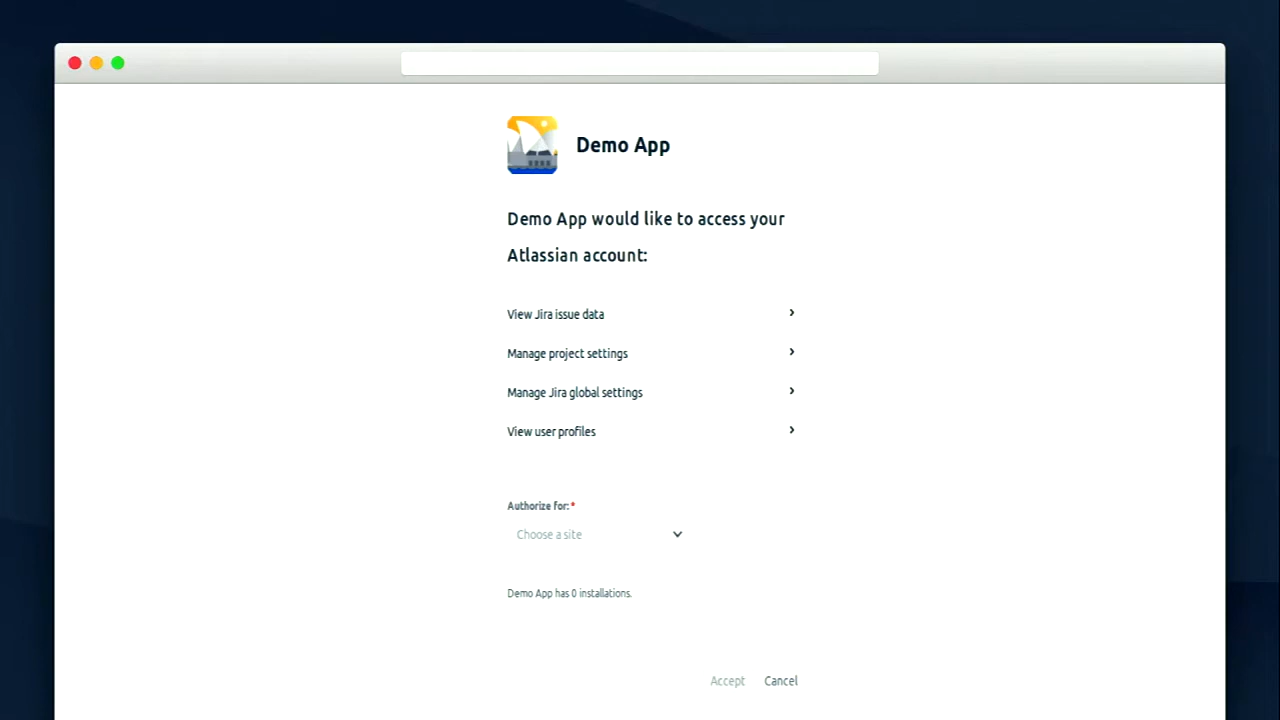 Demo App
Demo App would like to access your
Atlassian account:
View Jira issue data
Manage project settings
Manage Jira global settings
View user profiles
Authorize for:*
Choose a site
Demo App has 0 installations.
Accept Cancel